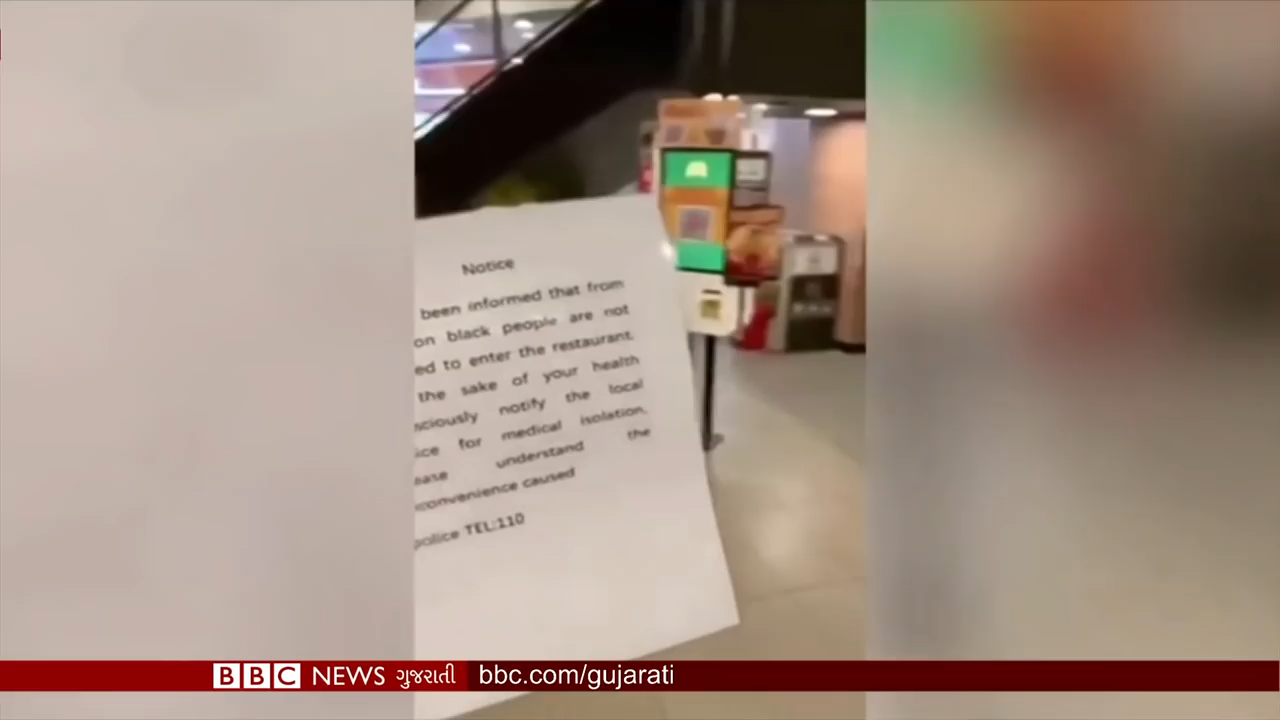 Notice
been informed that from
on black people are not
ed to enter the restaurant.
the sake of your health
sciously notify the local
ice for medical isolation.
ease understand the
convenience caused
police TEL:110
BBC NEWS ગુજરાતી bbc.com/gujarati